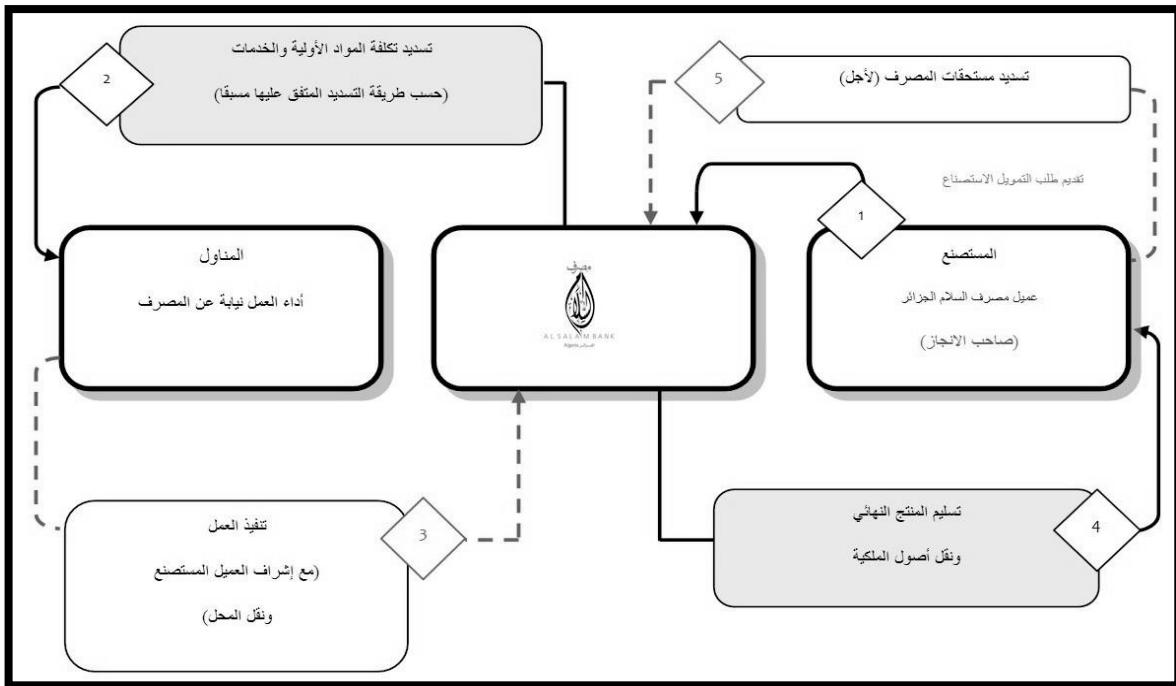 تسديد تكلفة المواد الأولية والخدمات
(حسب طريقة التسديد المتفق عليها مسبقا)
2
تسديد مستحقات المصرف (لأجل)
5
تقديم طلب التمويل الاستصناع
1
المستصنع
عميل مصرف السلام الجزائر
(صاحب الانجاز)
مصرف
السلام
AL SALAM BANK
Algeria الجزائر
المناول
أداء العمل نيابة عن المصرف
تسليم المنتج النهائي
ونقل أصول الملكية
4
تنفيذ العمل
(مع إشراف العميل المستصنع
ونقل المحل)
3